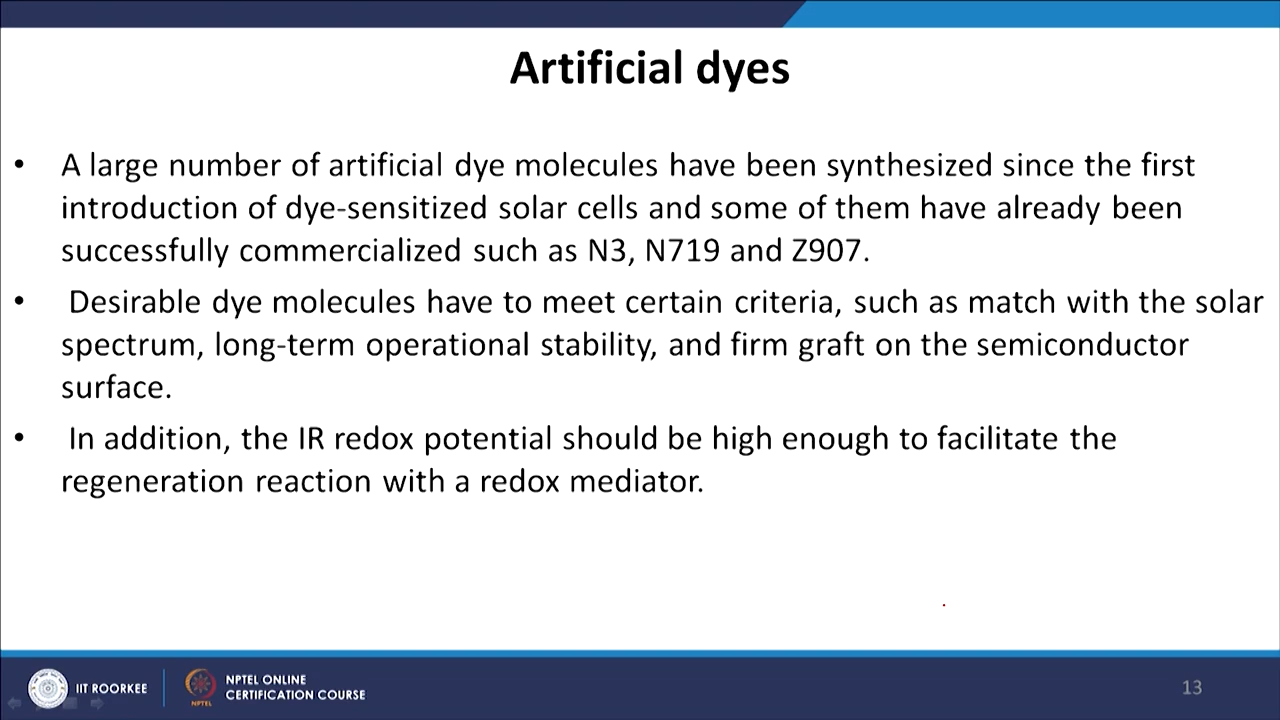 Artificial dyes
• A large number of artificial dye molecules have been synthesized since the first
introduction of dye-sensitized solar cells and some of them have already been
successfully commercialized such as N3, N719 and Z907.
• Desirable dye molecules have to meet certain criteria, such as match with the solar
spectrum, long-term operational stability, and firm graft on the semiconductor
surface.
• In addition, the IR redox potential should be high enough to facilitate the
regeneration reaction with a redox mediator.
IIT ROORKEE
NPTEL ONLINE
CERTIFICATION COURSE
NPTEL
13